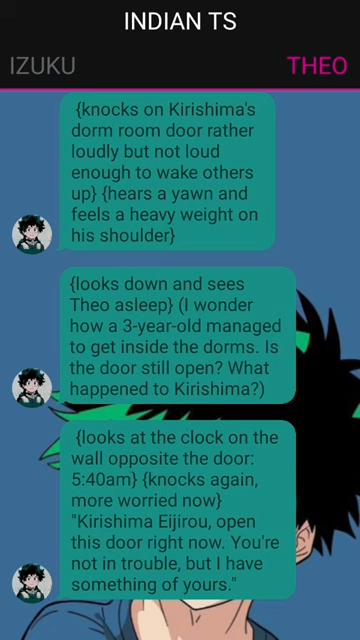 INDIAN TS
IZUKU
THEO
{knocks on Kirishima's
dorm room door rather
loudly but not loud
enough to wake others
up} {hears a yawn and
feels a heavy weight on
his shoulder}
{looks down and sees
Theo asleep} (I wonder
how a 3-year-old managed
to get inside the dorms. Is
the door still open? What
happened to Kirishima?)
{looks at the clock on the
wall opposite the door:
5:40am} {knocks again,
more worried now}
"Kirishima Eijirou, open
this door right now. You're
not in trouble, but I have
something of yours."